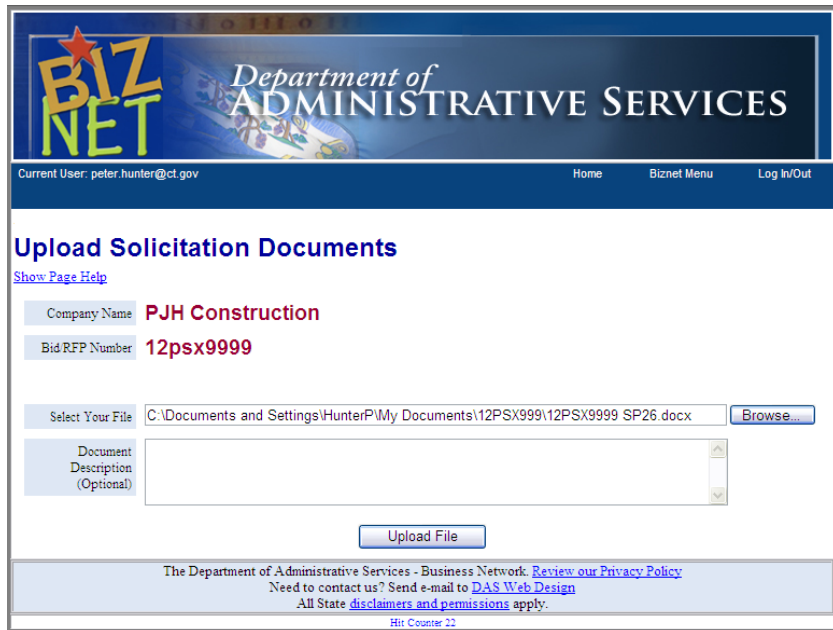 BIZ
NET
Department of
ADMINISTRATIVE SERVICES
Current User: peter.hunter@ct.gov Home Biznet Menu Log In/Out
Upload Solicitation Documents
Show Page Help
Company Name PJH Construction
Bid/RFP Number 12psx9999
Select Your File C:\Documents and Settings\HunterP\My Documents\12PSX999\12PSX9999 SP26.docx Browse...
Document
Description
(Optional)
Upload File
The Department of Administrative Services - Business Network. Review our Privacy Policy
Need to contact us? Send e-mail to DAS Web Design
All State disclaimers and permissions apply.
Hit Counter 22